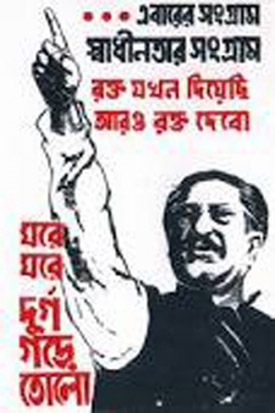 ... এবারের সংগ্রাম
স্বাধীনতার সংগ্রাম
রক্ত যখন দিয়েছি
আরও রক্ত দেবো
ঘরে
ঘরে
দুর্গ
গড়ে
তোলো